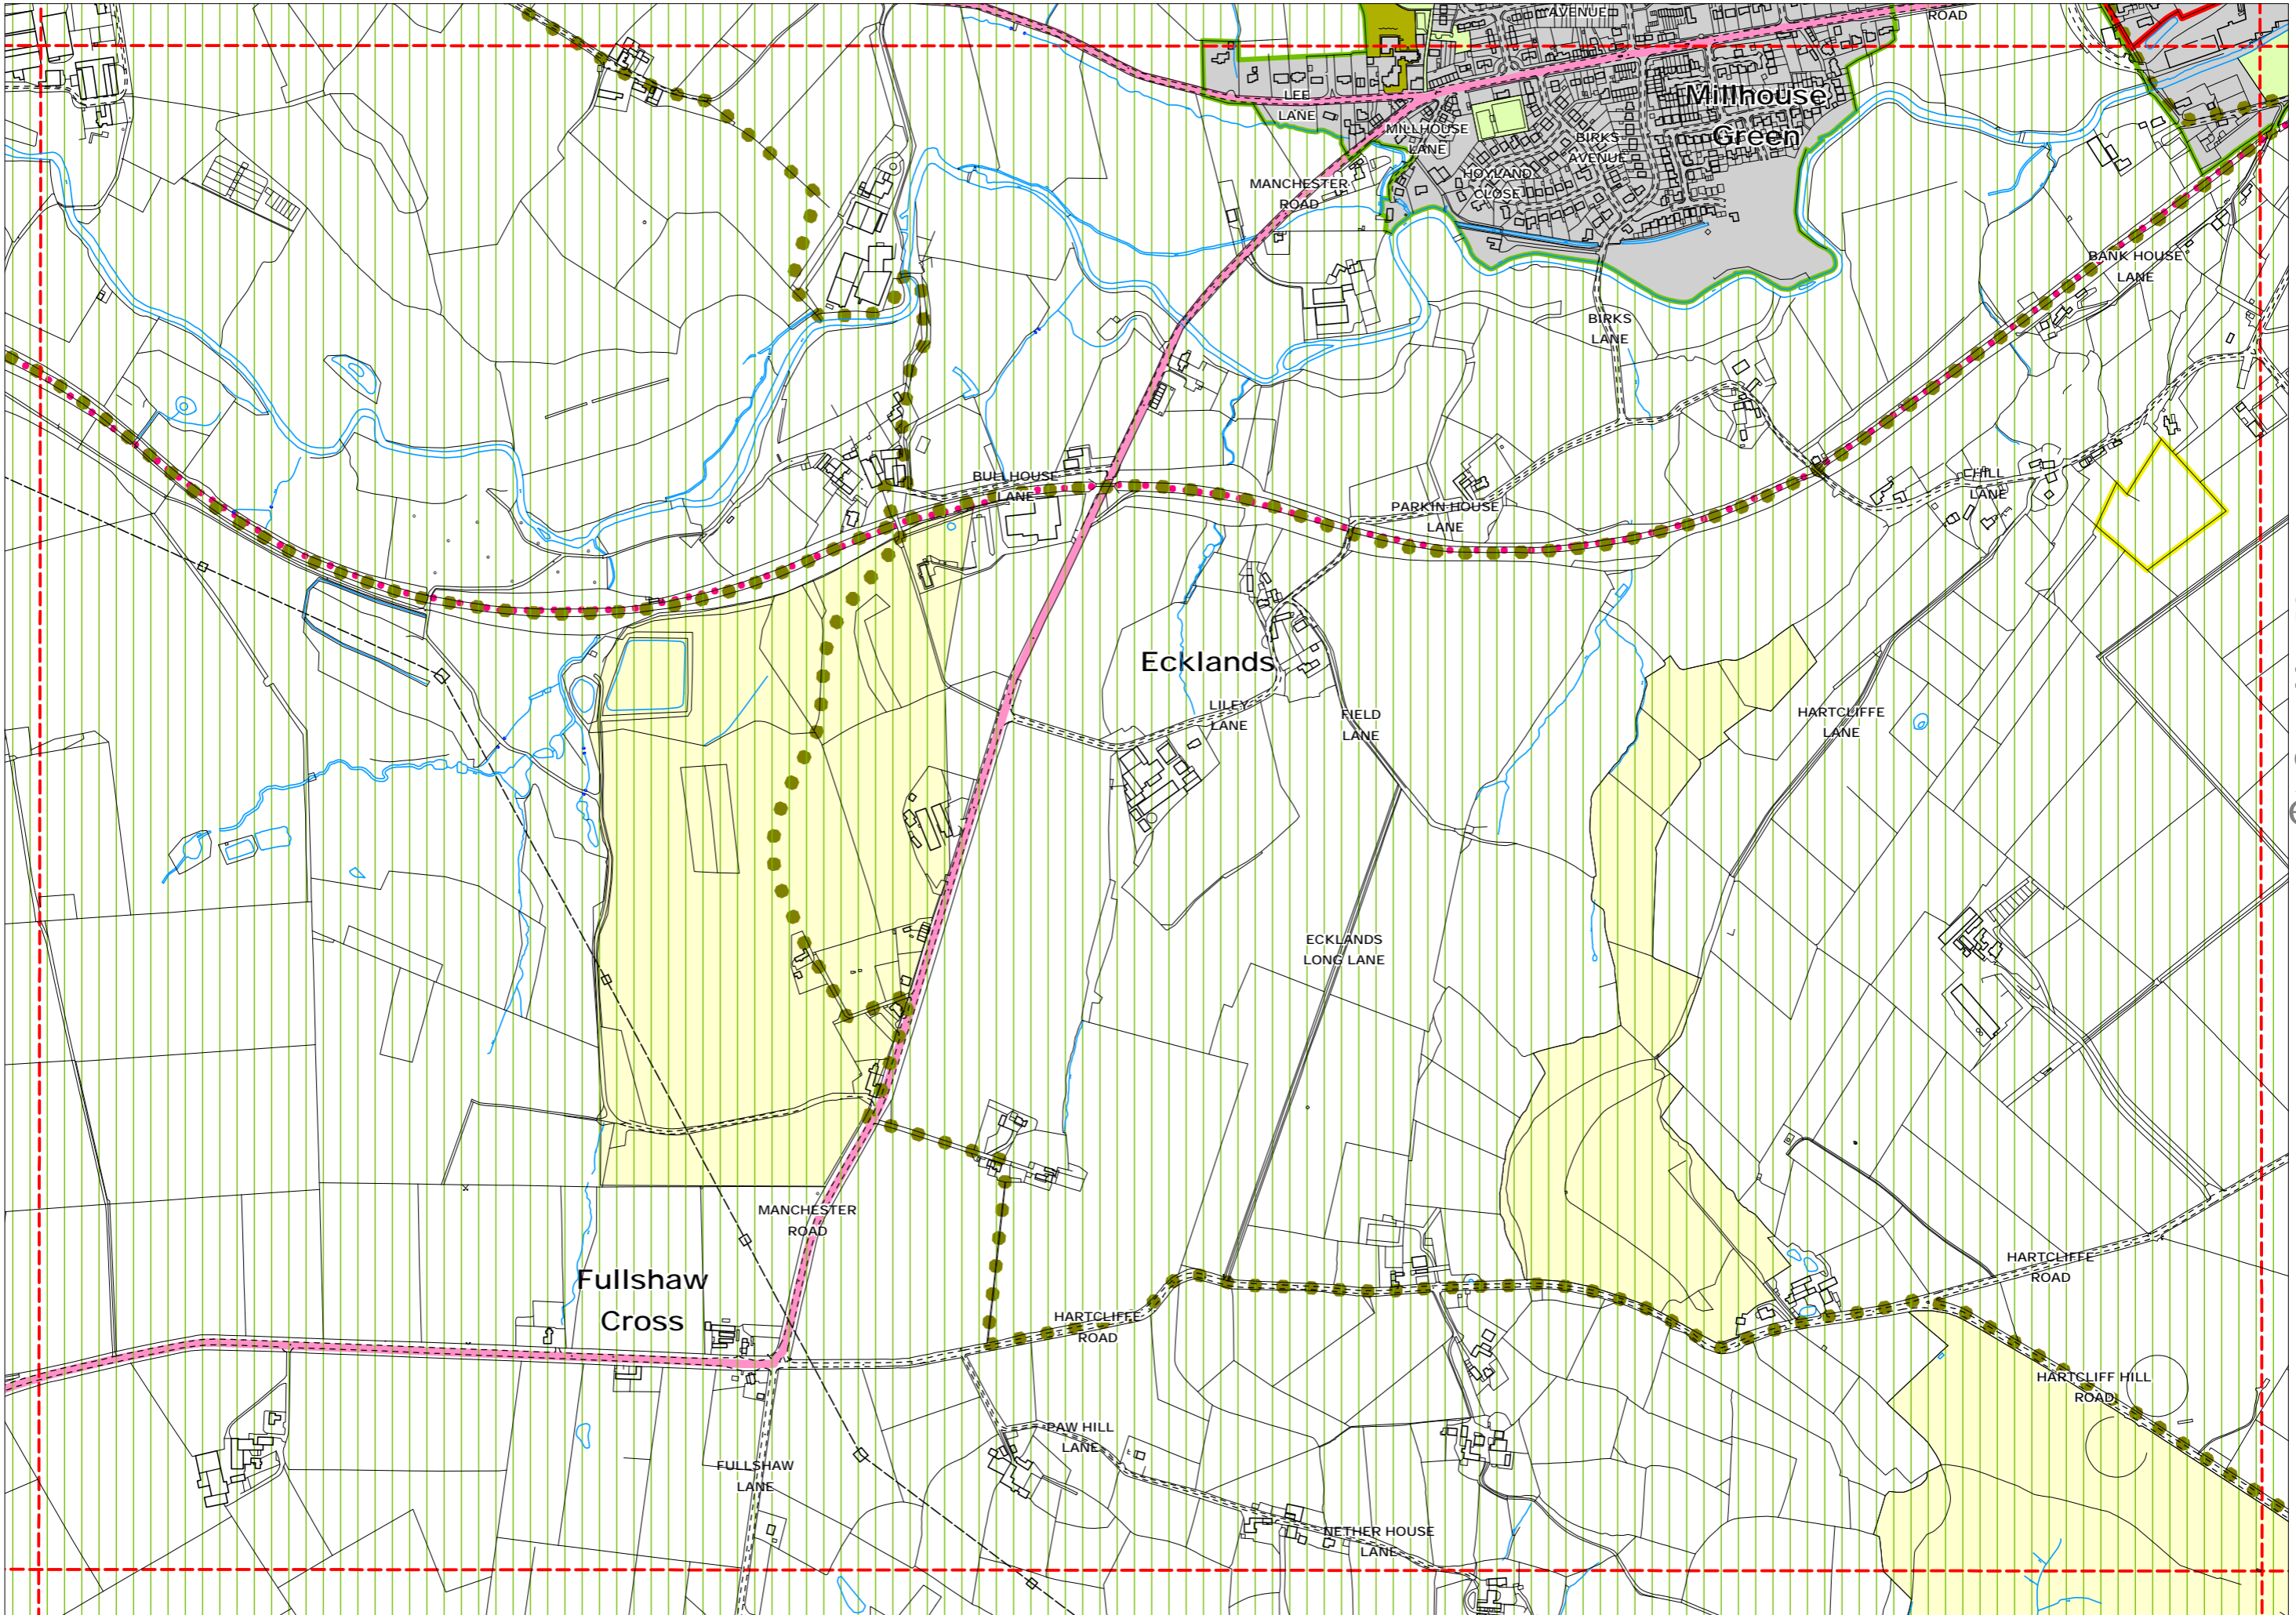 AVENUE
ROAD
LEE
LANE
Millhouse
Green
MILLHOUSE
LANE
BIRKS
AVENUE
HOYLAND
CLOSE
MANCHESTER
ROAD
BANK HOUSE
LANE
BIRKS
LANE
BULLHOUSE
LANE
PARKIN HOUSE
LANE
HILL
LANE
Ecklands
LILEY
LANE
FIELD
LANE
HARTCLIFFE
LANE
ECKLANDS
LONG LANE
MANCHESTER
ROAD
HARTCLIFFE
ROAD
Fullshaw
Cross
HARTCLIFFE
ROAD
HARTCLIFF HILL
ROAD
PAW HILL
LANE
FULLSHAW
LANE
NETHER HOUSE
LANE